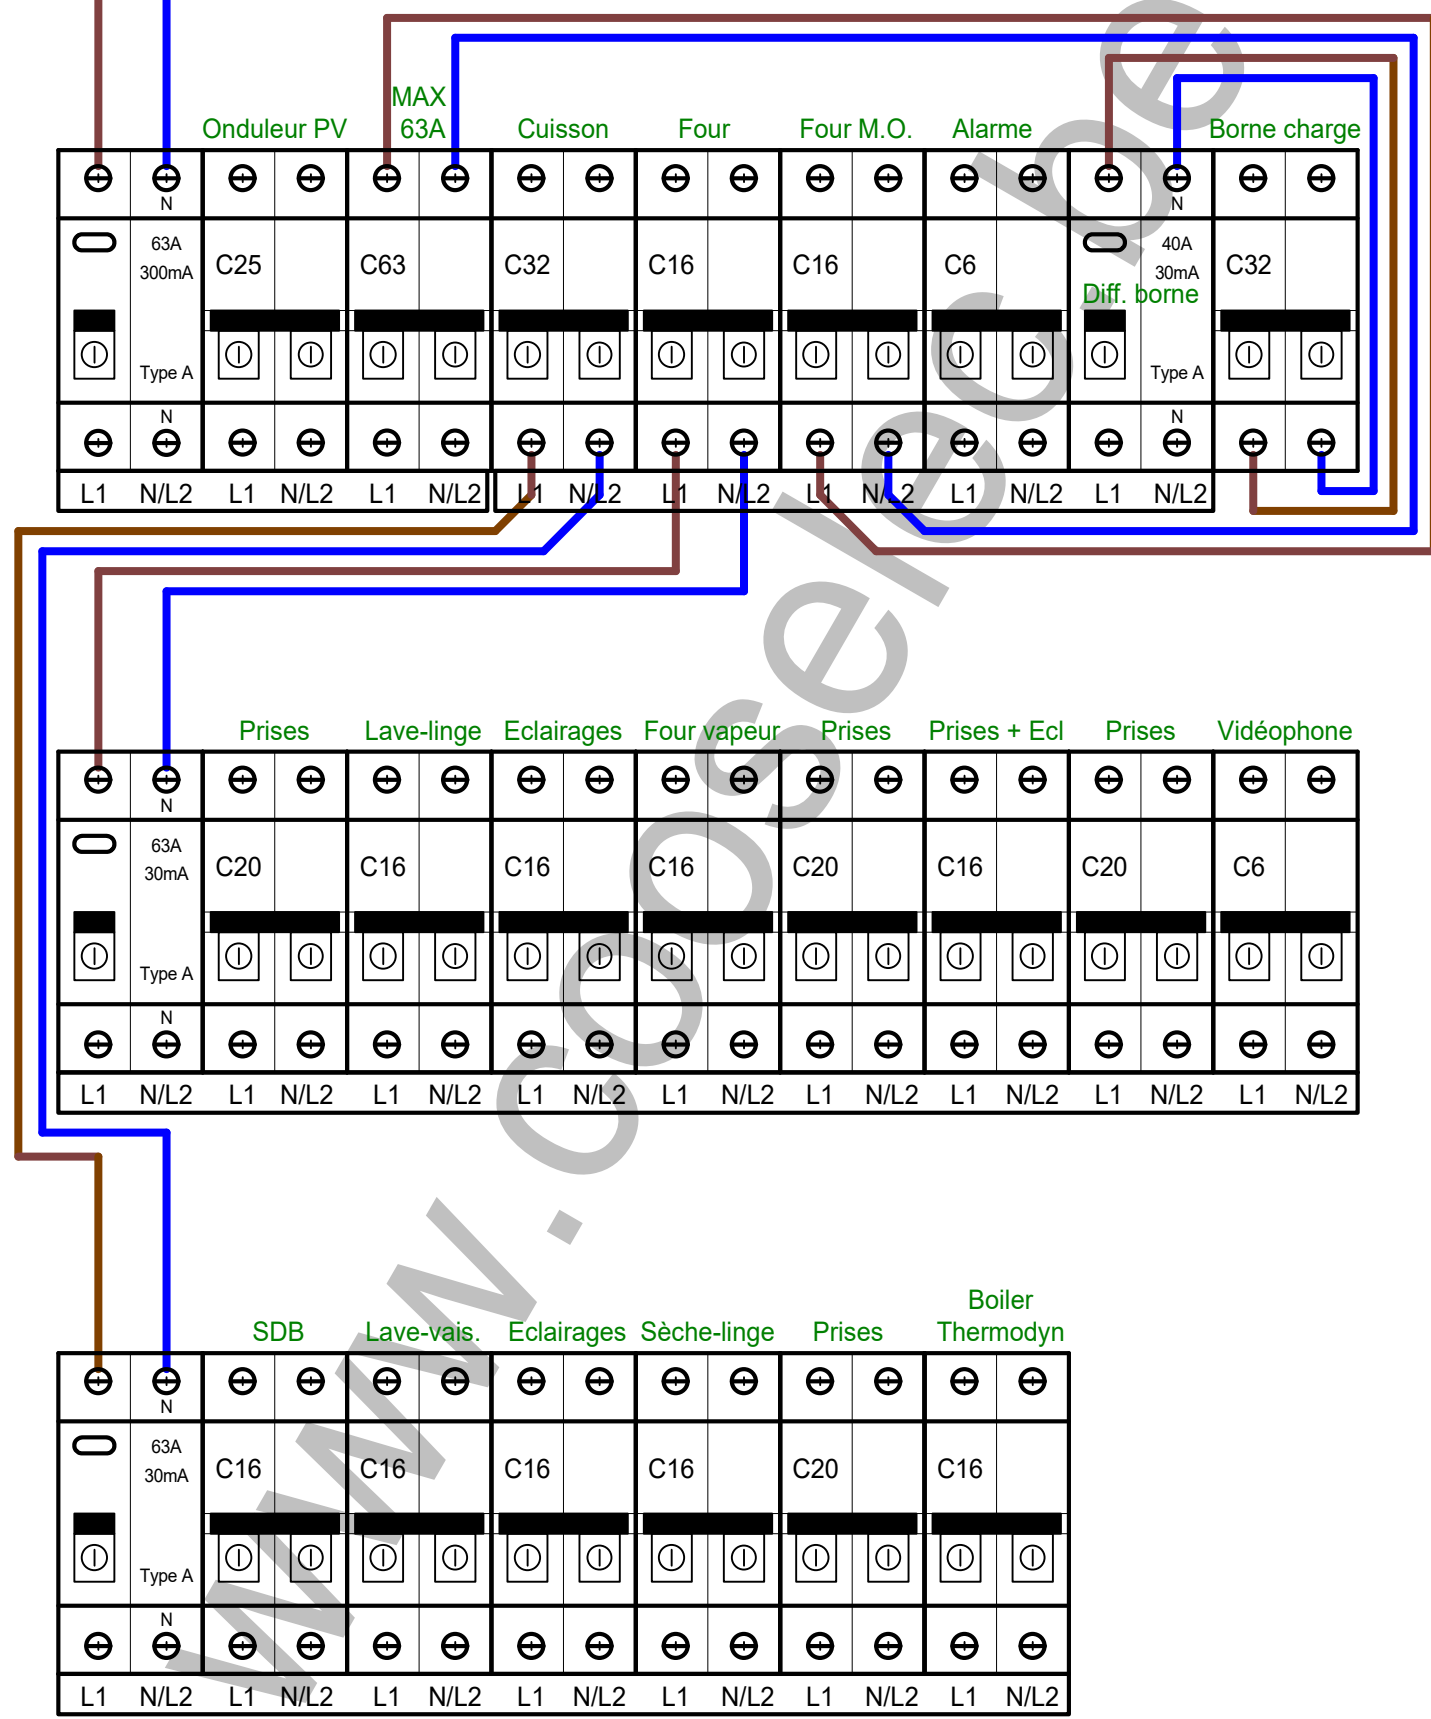 MAX
Onduleur PV 63A Cuisson Four Four M.O. Alarme Borne charge
N N
63A 40A
300mA C25 C63 C32 C16 C16 C6 30mA C32
Diff. borne
Type A Type A
N N
L1 N/L2 L1 N/L2 L1 N/L2 L1 N/L2 L1 N/L2 L1 N/L2 L1 N/L2 L1 N/L2
Prises Lave-linge Eclairages Four vapeur Prises Prises + Ecl Prises Vidéophone
N
63A
30mA C20 C16 C16 C16 C20 C16 C20 C6
Type A
N
L1 N/L2 L1 N/L2 L1 N/L2 L1 N/L2 L1 N/L2 L1 N/L2 L1 N/L2 L1 N/L2 L1 N/L2
Boiler
SDB Lave-vais. Eclairages Sèche-linge Prises Thermodyn
N
63A
30mA C16 C16 C16 C16 C20 C16
Type A
N
L1 N/L2 L1 N/L2 L1 N/L2 L1 N/L2 L1 N/L2 L1 N/L2 L1 N/L2
www.cooselec.be